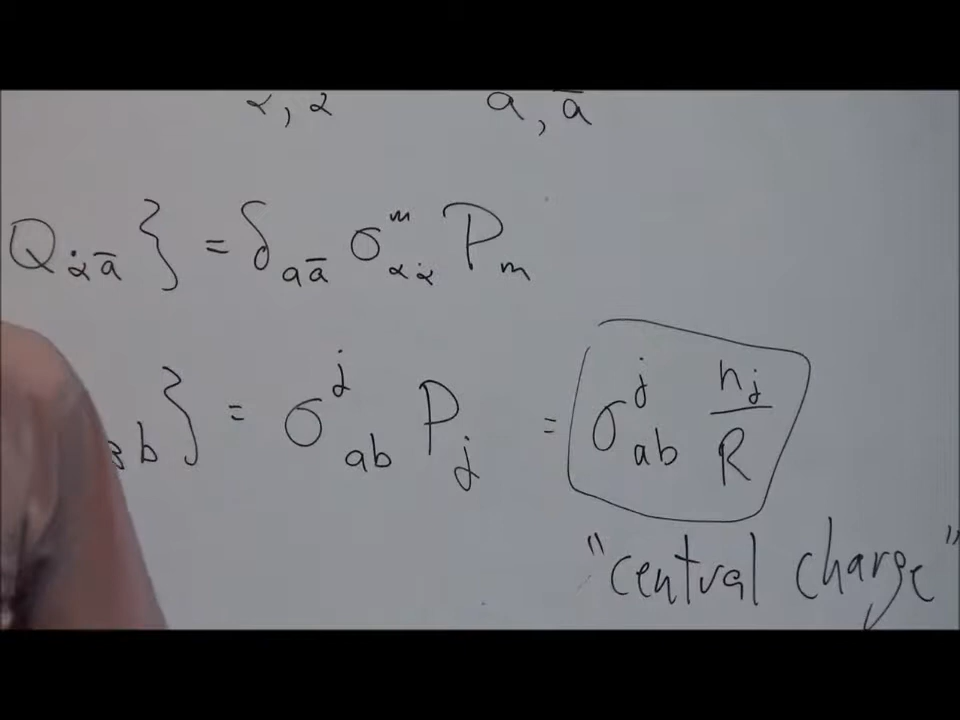 α, α a, ā
Q_{α̇ā} } = δ_{aā} σ^m_{αα̇} P_m
b } = σ^j_{ab} P_j = σ^j_{ab} n_j/R
"central charge"